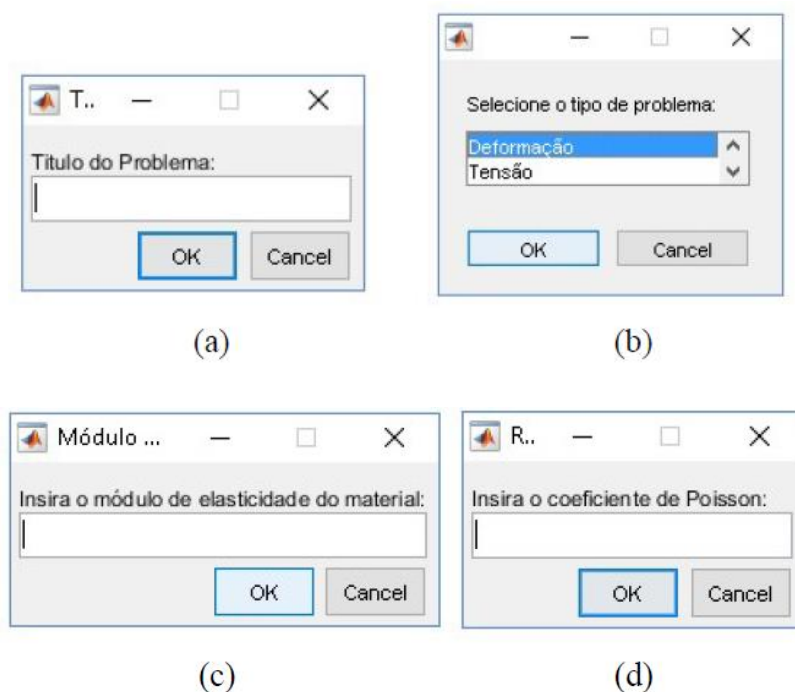 T..
Titulo do Problema:
OK
Cancel
(a)
Selecione o tipo de problema:
Deformação
Tensão
OK
Cancel
(b)
Módulo ...
Insira o módulo de elasticidade do material:
OK
Cancel
(c)
R..
Insira o coeficiente de Poisson:
OK
Cancel
(d)